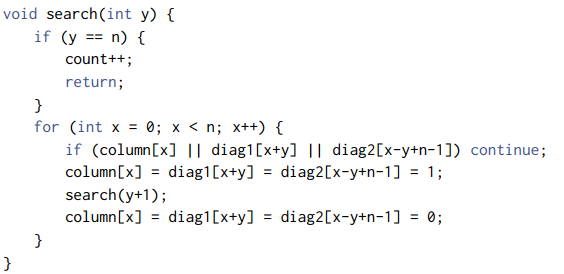 void search(int y) {
    if (y == n) {
        count++;
        return;
    }
    for (int x = 0; x < n; x++) {
        if (column[x] || diag1[x+y] || diag2[x-y+n-1]) continue;
        column[x] = diag1[x+y] = diag2[x-y+n-1] = 1;
        search(y+1);
        column[x] = diag1[x+y] = diag2[x-y+n-1] = 0;
    }
}